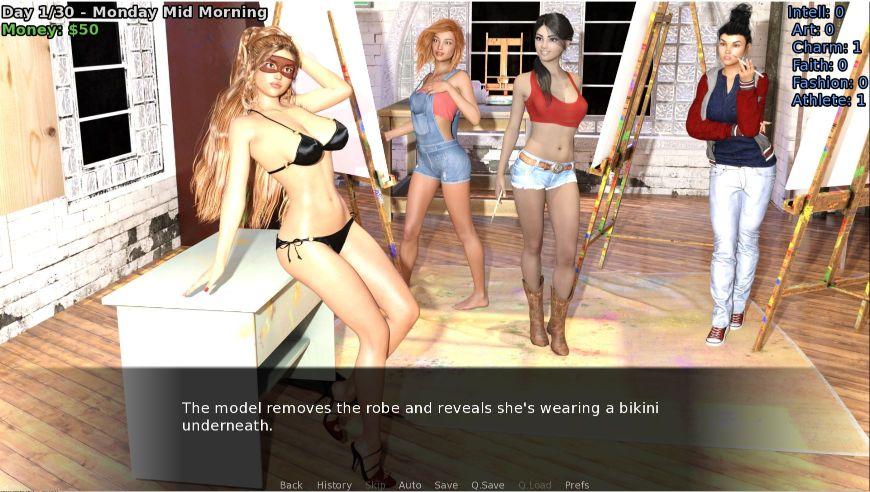 Day 1/30 - Monday Mid Morning
Money: $50
Intell: 0
Art: 0
Charm: 1
Faith: 0
Fashion: 0
Athlete: 1
The model removes the robe and reveals she's wearing a bikini
underneath.
Back History Skip Auto Save Q.Save Q.Load Prefs